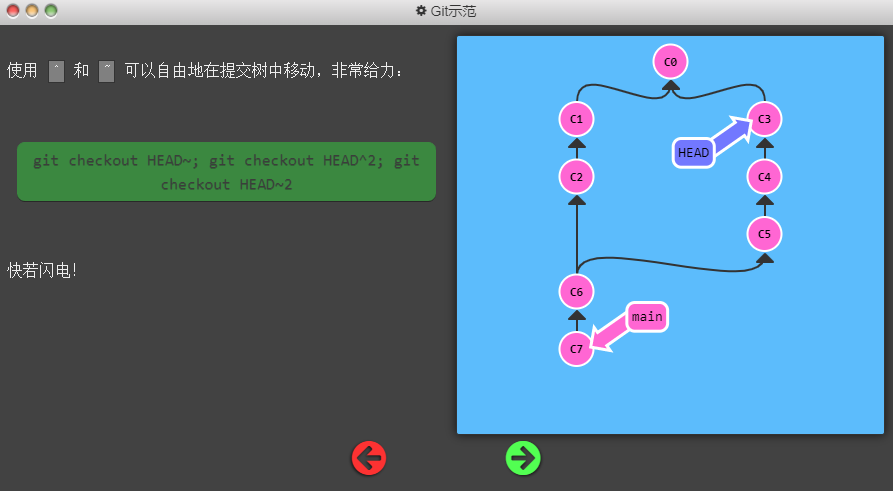 Git示范
使用 ^ 和 ~ 可以自由地在提交树中移动，非常给力：
git checkout HEAD~; git checkout HEAD^2; git
checkout HEAD~2
快若闪电！
C0
C1
C3
HEAD
C2
C4
C5
C6
main
C7